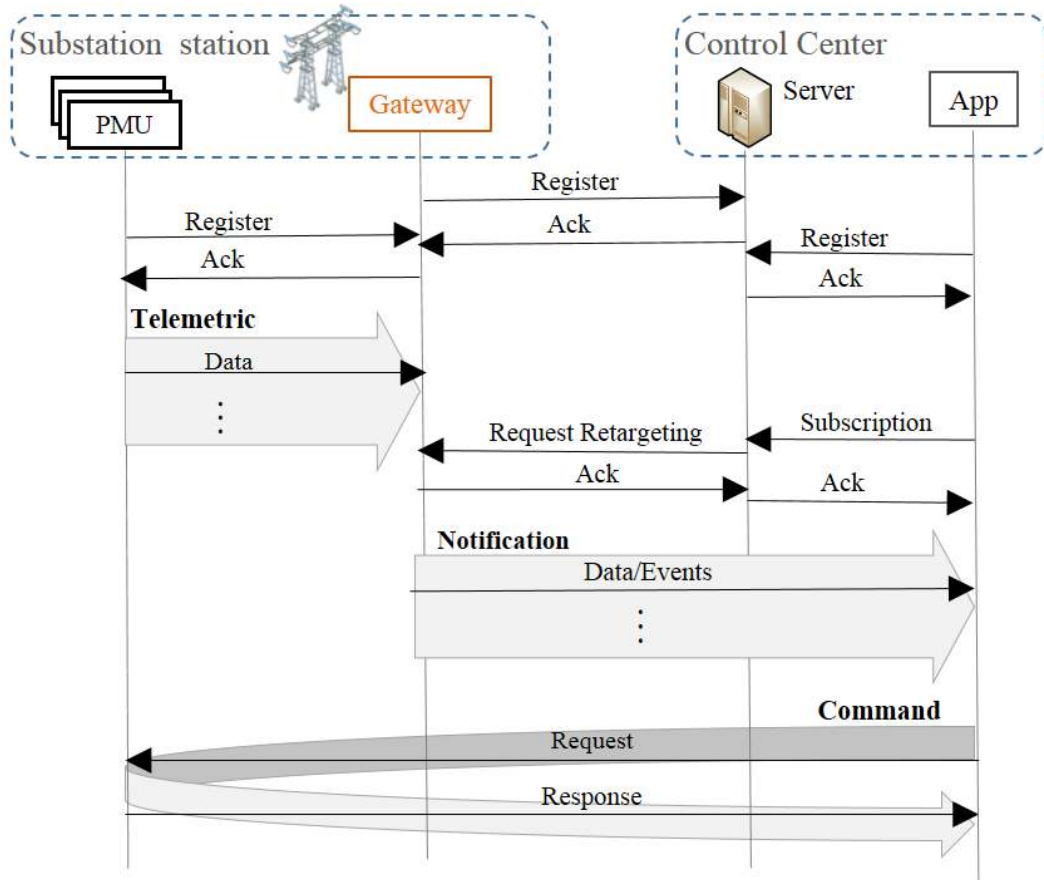 Substation station
Control Center
PMU
Gateway
Server
App
Register
Register
Ack
Register
Ack
Ack
Telemetric
Data
⋮
Subscription
Request Retargeting
Ack
Ack
Notification
Data/Events
⋮
Command
Request
Response